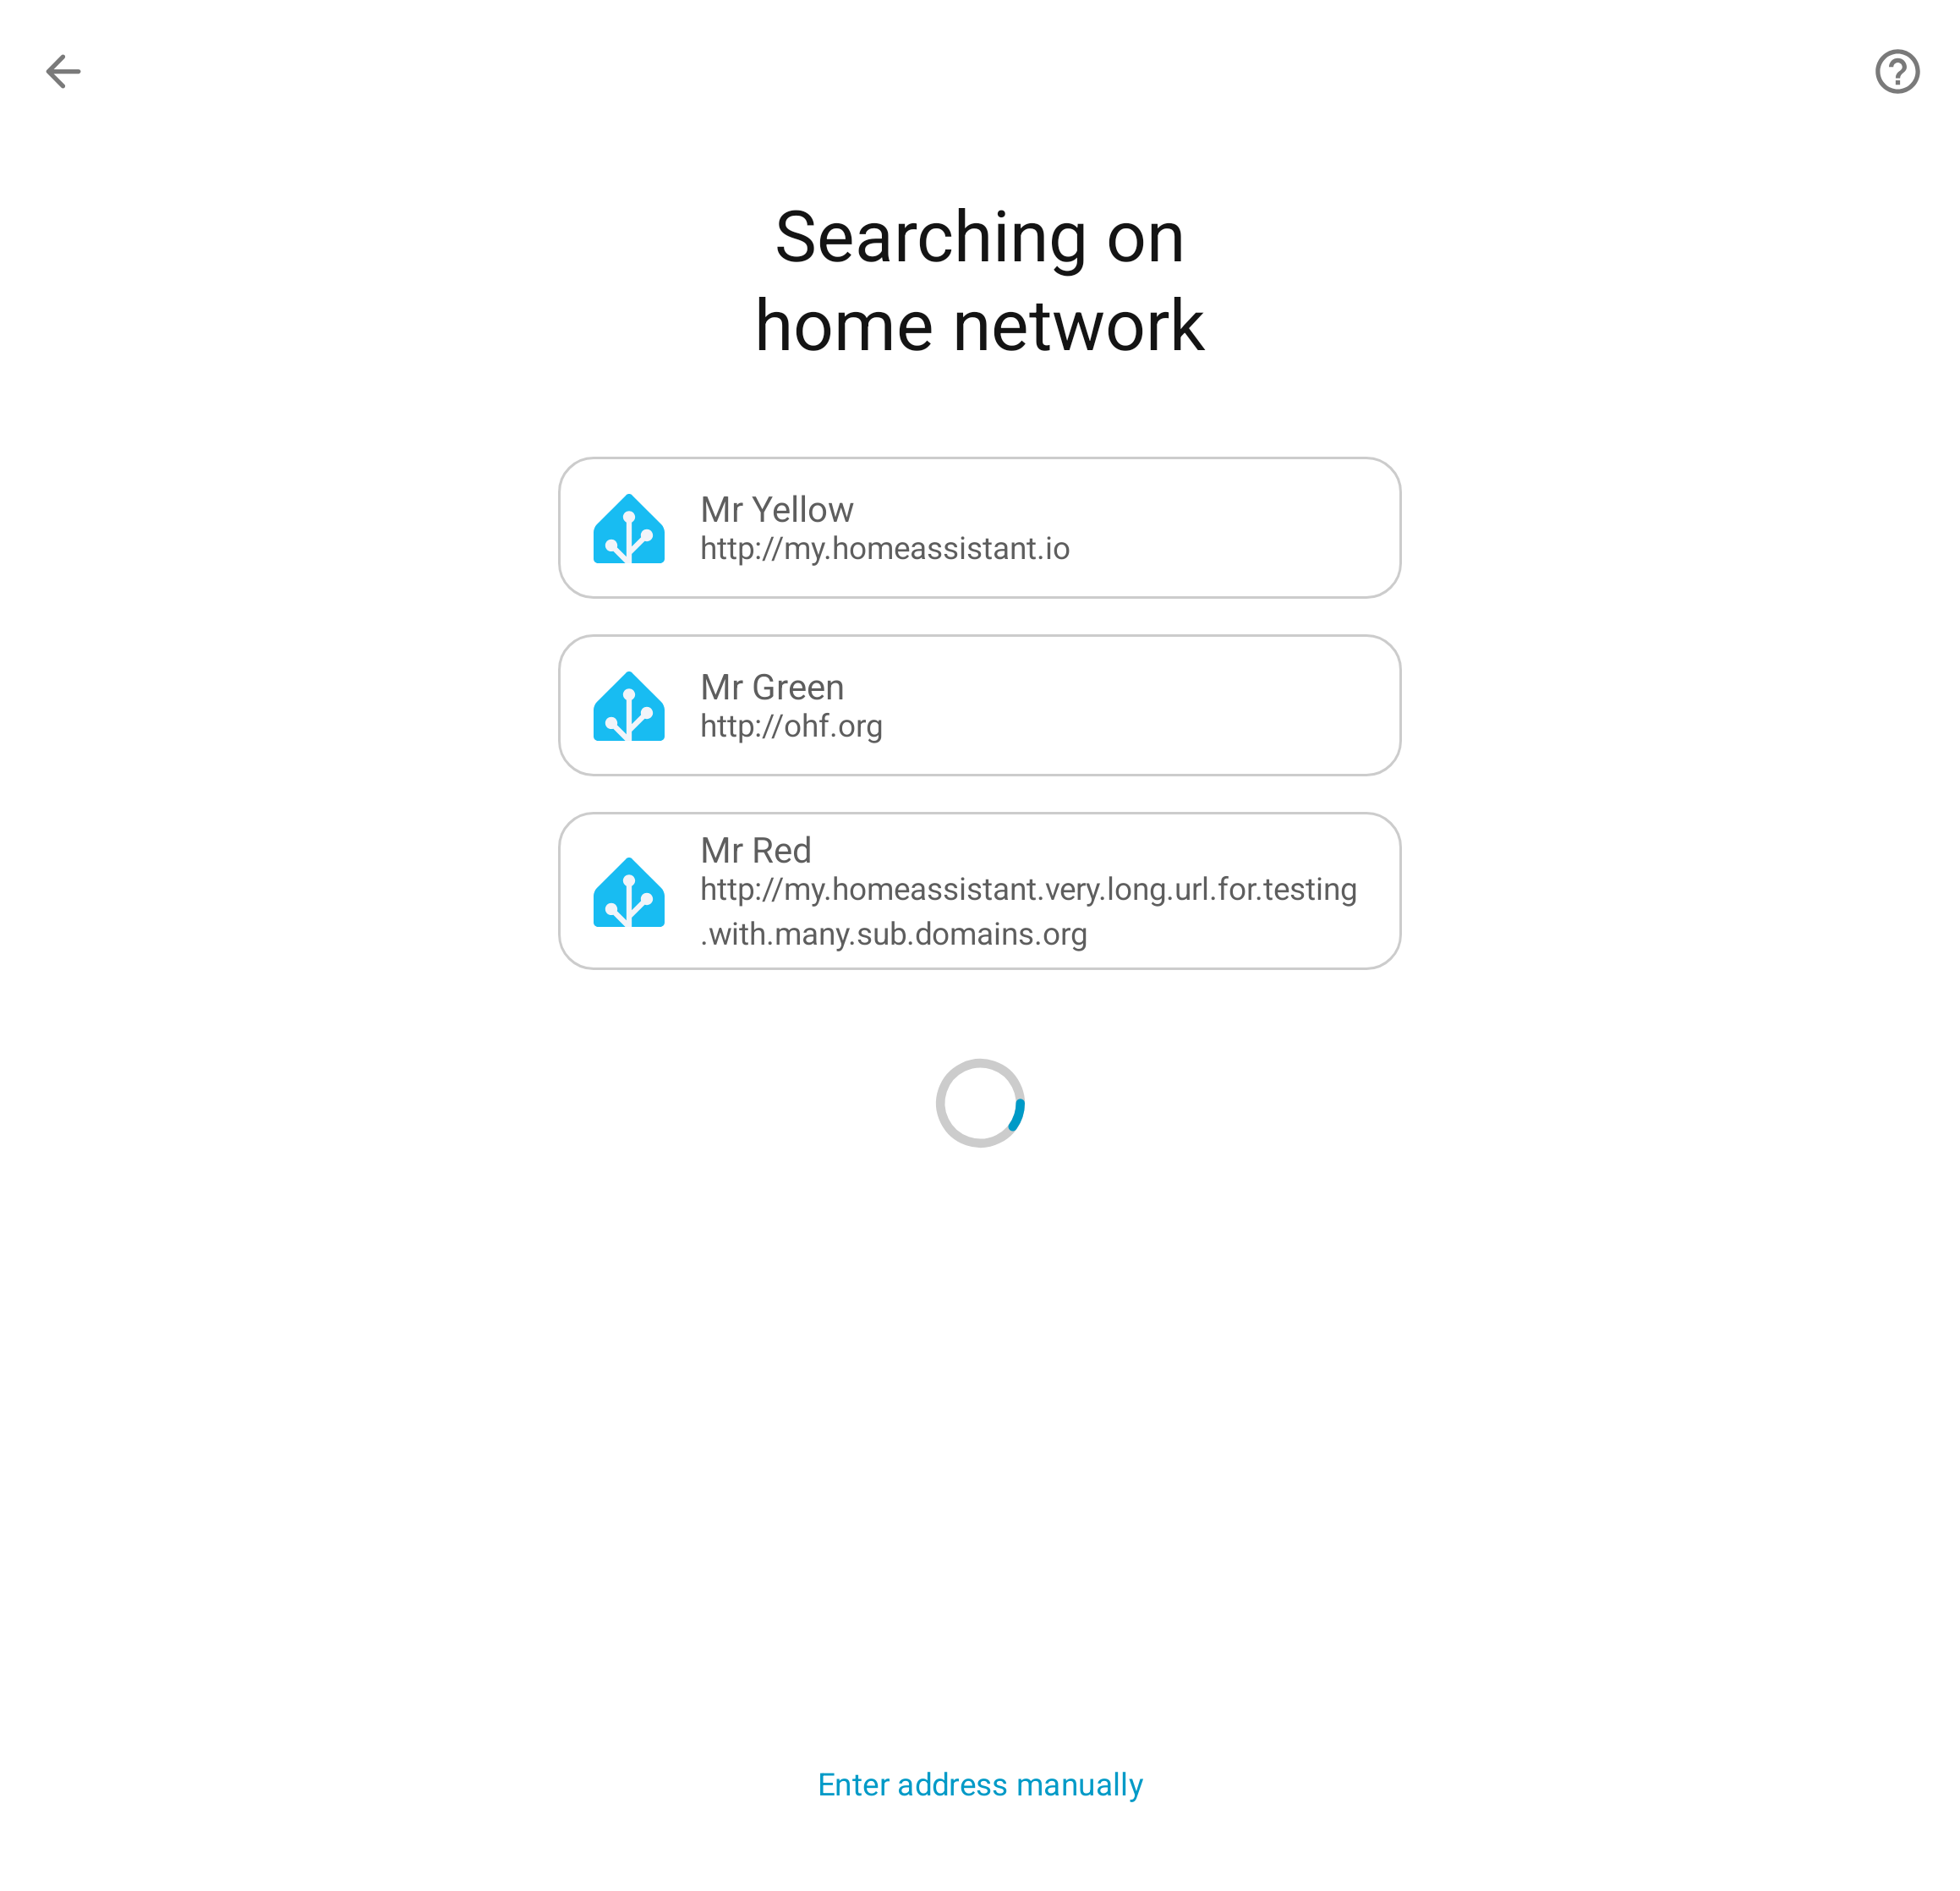 Searching on
home network
Mr Yellow
http://my.homeassistant.io
Mr Green
http://ohf.org
Mr Red
http://my.homeassistant.very.long.url.for.testing
.with.many.sub.domains.org
Enter address manually